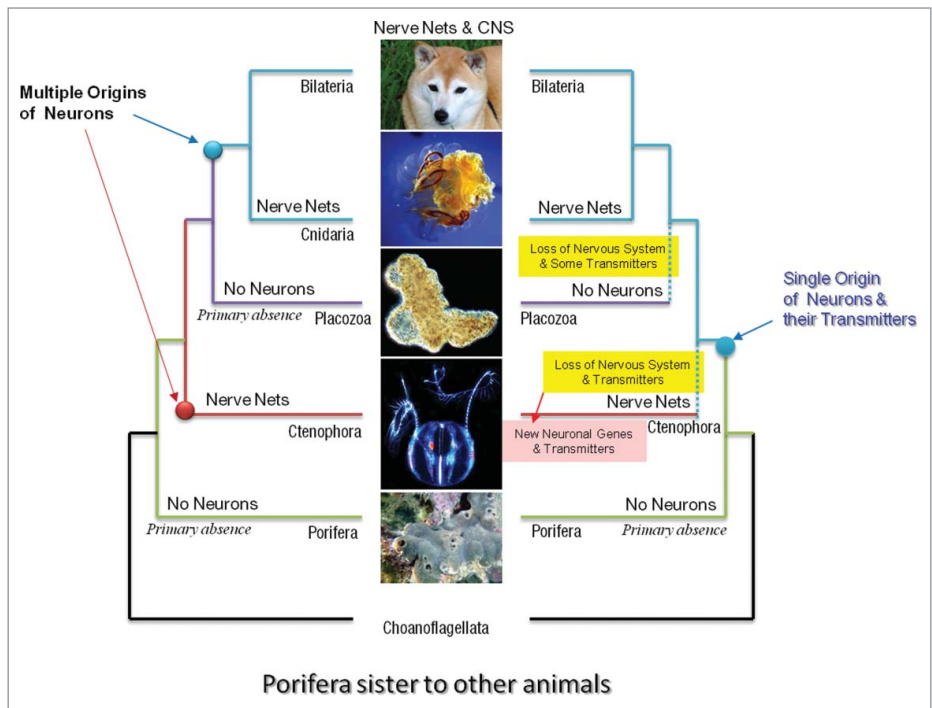 Nerve Nets & CNS
Multiple Origins
of Neurons
Bilateria
Nerve Nets
Cnidaria
No Neurons
Primary absence
Placozoa
Nerve Nets
Ctenophora
No Neurons
Primary absence
Porifera
Bilateria
Nerve Nets
Loss of Nervous System
& Some Transmitters
No Neurons
Placozoa
Single Origin
of Neurons &
their Transmitters
Loss of Nervous System
& Transmitters
Nerve Nets
Ctenophora
New Neuronal Genes
& Transmitters
No Neurons
Porifera
Primary absence
Choanoflagellata
Porifera sister to other animals